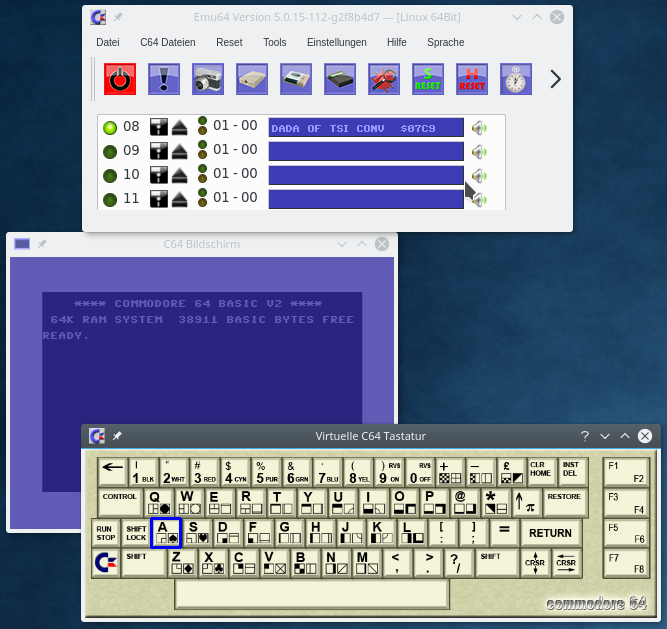 Emu64 Version 5.0.15-112-g2f8b4d7 --- [Linux 64Bit]
Datei C64 Dateien Reset Tools Einstellungen Hilfe Sprache
S RESET H RESET
08 01 - 00 DADA OF TSI CONV $07C9
09 01 - 00
10 01 - 00
11 01 - 00
C64 Bildschirm
**** COMMODORE 64 BASIC V2 ****
64K RAM SYSTEM 38911 BASIC BYTES FREE
READY.
Virtuelle C64 Tastatur
! 1 BLK " 2 WHT # 3 RED $ 4 CYN % 5 PUR & 6 GRN ' 7 BLU ( 8 YEL ) 9 RVS ON 0 RVS OFF + - £ CLR HOME INST DEL F1 F2
CONTROL Q W E R T Y U I O P @ * ↑ π RESTORE F3 F4
RUN STOP SHIFT LOCK A S D F G H J K L [ : ] ; = RETURN F5 F6
C= SHIFT Z X C V B N M < , > . ? / SHIFT CRSR CRSR F7 F8
commodore 64